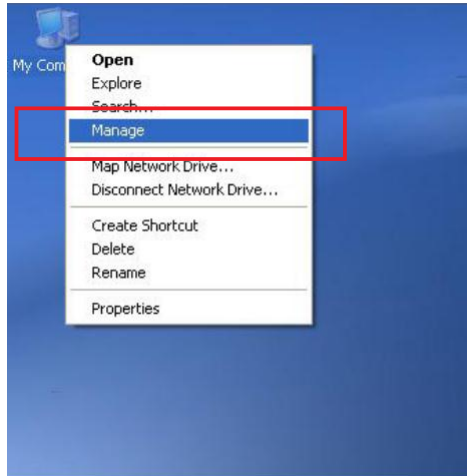 My Com
Open
Explore
Search...
Manage
Map Network Drive...
Disconnect Network Drive...
Create Shortcut
Delete
Rename
Properties